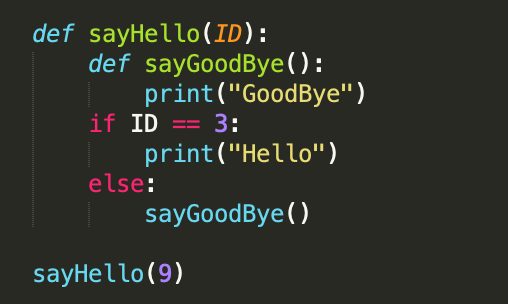 def sayHello(ID):
    def sayGoodBye():
        print("GoodBye")
    if ID == 3:
        print("Hello")
    else:
        sayGoodBye()

sayHello(9)